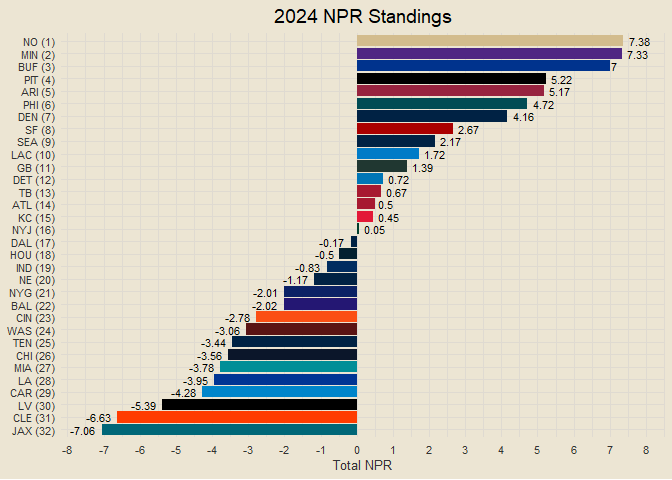 2024 NPR Standings
NO (1) 7.38
MIN (2) 7.33
BUF (3) 7
PIT (4) 5.22
ARI (5) 5.17
PHI (6) 4.72
DEN (7) 4.16
SF (8) 2.67
SEA (9) 2.17
LAC (10) 1.72
GB (11) 1.39
DET (12) 0.72
TB (13) 0.67
ATL (14) 0.5
KC (15) 0.45
NYJ (16) 0.05
DAL (17) -0.17
HOU (18) -0.5
IND (19) -0.83
NE (20) -1.17
NYG (21) -2.01
BAL (22) -2.02
CIN (23) -2.78
WAS (24) -3.06
TEN (25) -3.44
CHI (26) -3.56
MIA (27) -3.78
LA (28) -3.95
CAR (29) -4.28
LV (30) -5.39
CLE (31) -6.63
JAX (32) -7.06
-8 -7 -6 -5 -4 -3 -2 -1 0 1 2 3 4 5 6 7 8
Total NPR